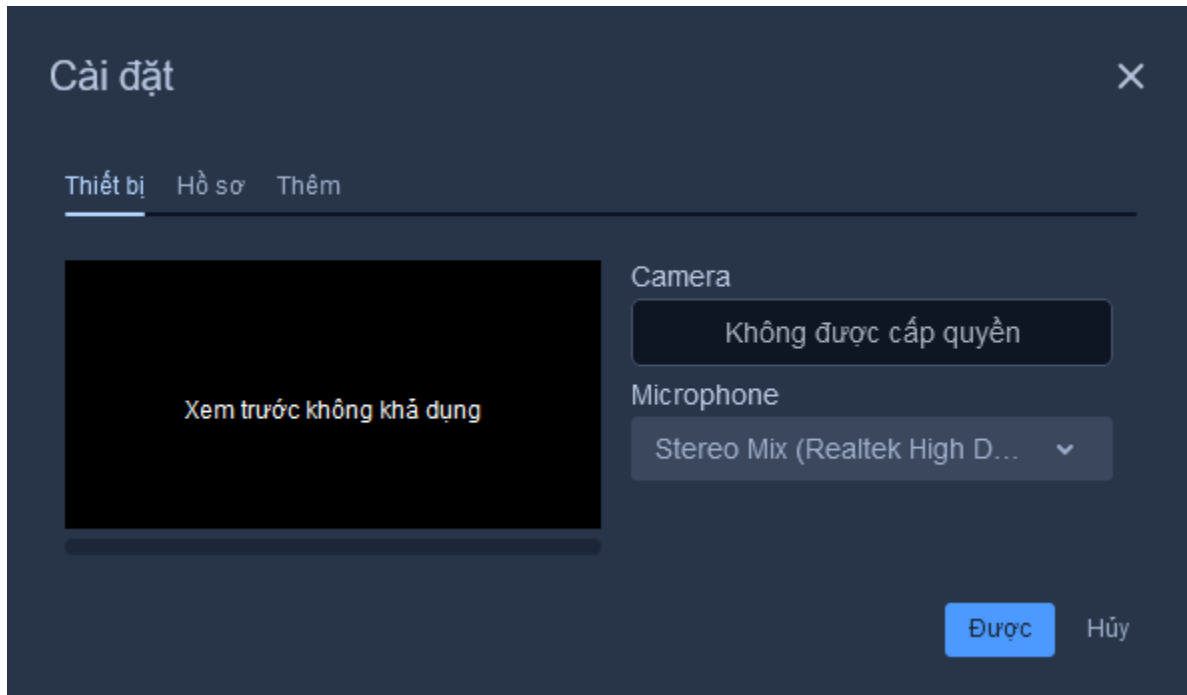 Cài đặt
Thiết bị Hồ sơ Thêm
Xem trước không khả dụng
Camera
Không được cấp quyền
Microphone
Stereo Mix (Realtek High D...
Được Hủy